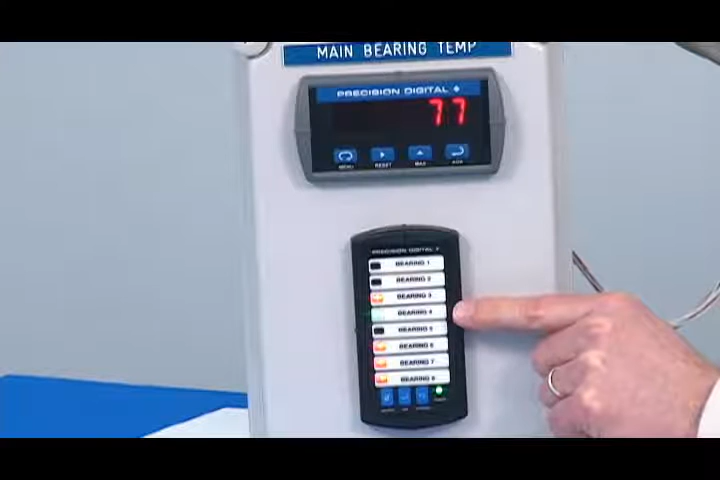 MAIN BEARING TEMP
PRECISION DIGITAL
77
MENU RESET MAX ACK
PRECISION DIGITAL
BEARING 1
BEARING 2
BEARING 3
BEARING 4
BEARING 5
BEARING 6
BEARING 7
BEARING 8